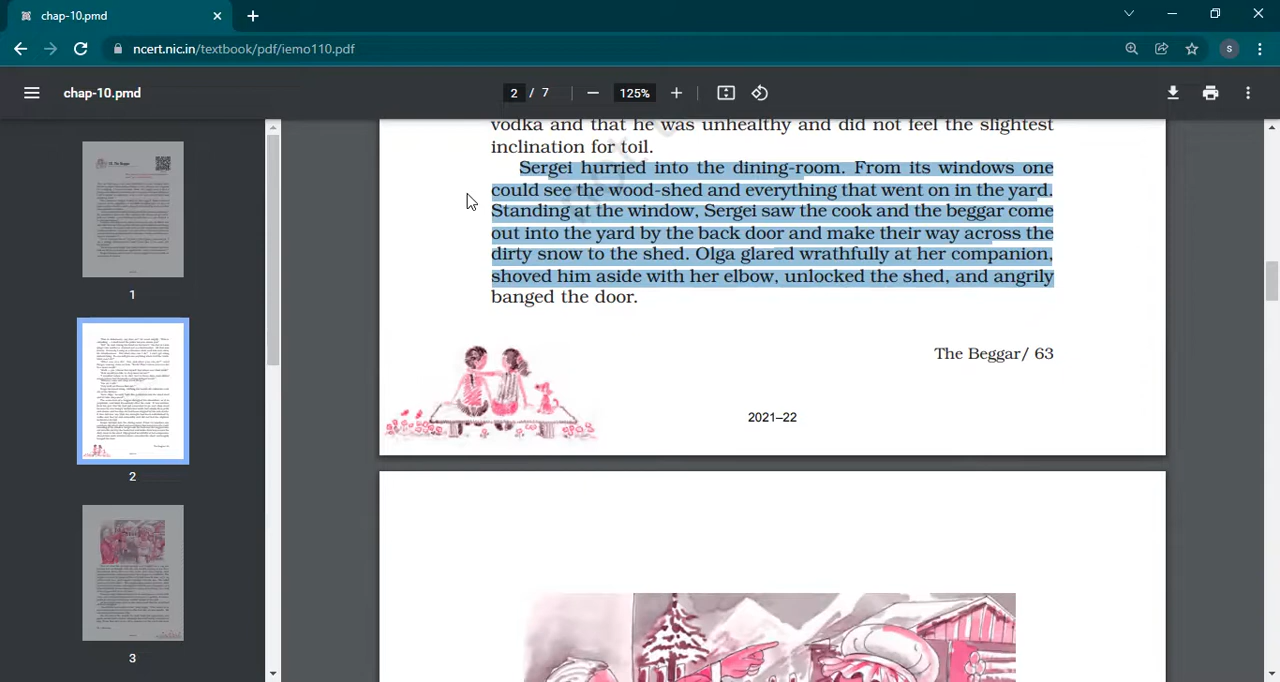 chap-10.pmd
ncert.nic.in/textbook/pdf/iemo110.pdf
S
chap-10.pmd
2 / 7
125%
vodka and that he was unhealthy and did not feel the slightest
inclination for toil.
Sergei hurried into the dining-room. From its windows one
could see the wood-shed and everything that went on in the yard.
Standing at the window, Sergei saw the cook and the beggar come
out into the yard by the back door and make their way across the
dirty snow to the shed. Olga glared wrathfully at her companion,
shoved him aside with her elbow, unlocked the shed, and angrily
banged the door.
The Beggar/ 63
2021–22
1
2
3